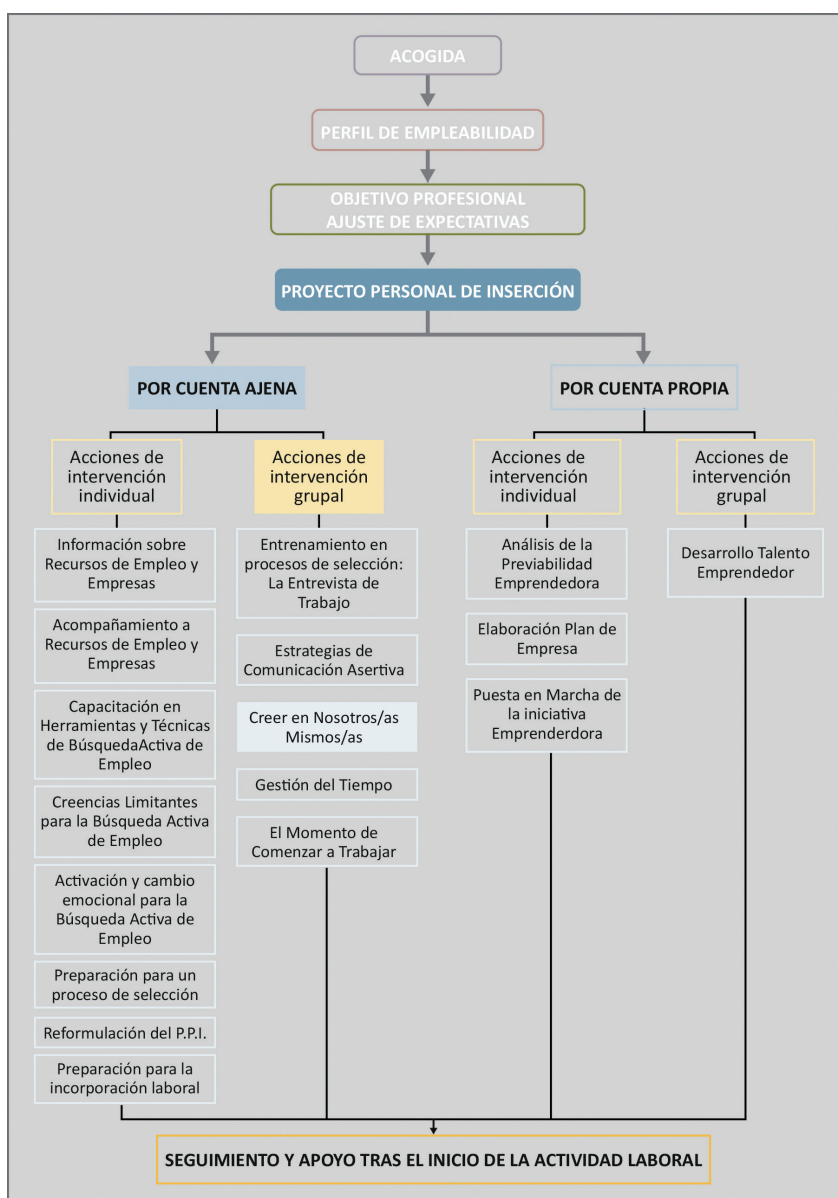 ACOGIDA
PERFIL DE EMPLEABILIDAD
OBJETIVO PROFESIONAL
AJUSTE DE EXPECTATIVAS
PROYECTO PERSONAL DE INSERCIÓN
POR CUENTA AJENA
Acciones de
intervención
individual
Información sobre
Recursos de Empleo y
Empresas
Acompañamiento a
Recursos de Empleo y
Empresas
Capacitación en
Herramientas y Técnicas
de BúsquedaActiva de
Empleo
Creencias Limitantes
para la Búsqueda Activa
de Empleo
Activación y cambio
emocional para la
Búsqueda Activa de
Empleo
Preparación para un
proceso de selección
Reformulación del P.P.I.
Preparación para la
incorporación laboral
Acciones de
intervención
grupal
Entrenamiento en
procesos de selección:
La Entrevista de
Trabajo
Estrategias de
Comunicación Asertiva
Creer en Nosotros/as
Mismos/as
Gestión del Tiempo
El Momento de
Comenzar a Trabajar
POR CUENTA PROPIA
Acciones de
intervención
individual
Análisis de la
Previabilidad
Emprendedora
Elaboración Plan de
Empresa
Puesta en Marcha de
la iniciativa
Emprenderdora
Acciones de
intervención
grupal
Desarrollo Talento
Emprendedor
SEGUIMIENTO Y APOYO TRAS EL INICIO DE LA ACTIVIDAD LABORAL